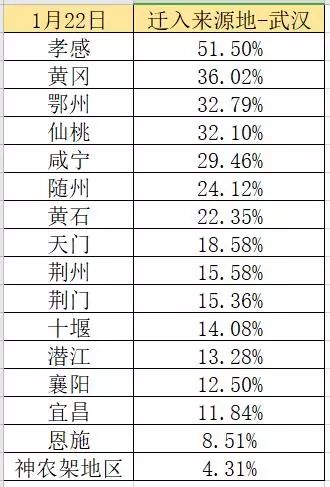 1月22日 迁入来源地-武汉
孝感 51.50%
黄冈 36.02%
鄂州 32.79%
仙桃 32.10%
咸宁 29.46%
随州 24.12%
黄石 22.35%
天门 18.58%
荆州 15.58%
荆门 15.36%
十堰 14.08%
潜江 13.28%
襄阳 12.50%
宜昌 11.84%
恩施 8.51%
神农架地区 4.31%